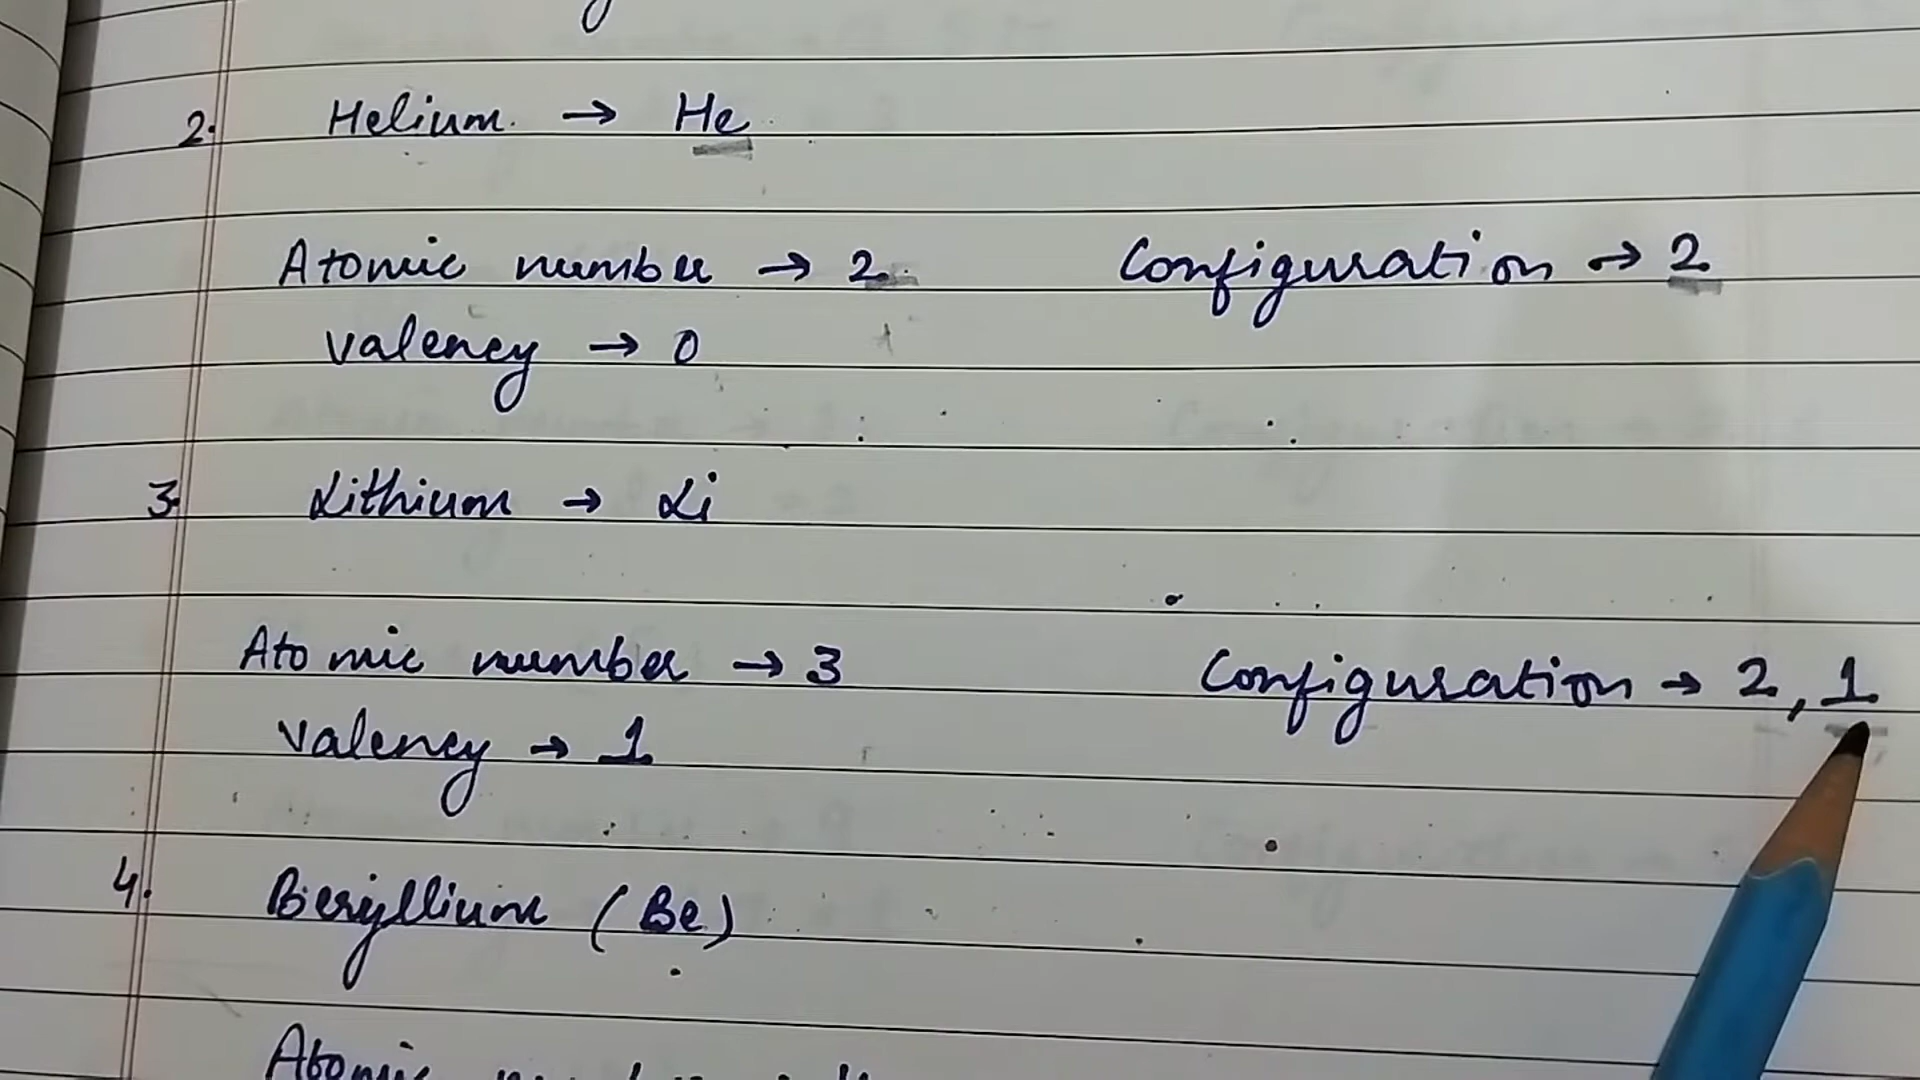 2. Helium → He
Atomic number → 2 Configuration → 2
Valency → 0
3. Lithium → Li
Atomic number → 3 Configuration → 2, 1
Valency → 1
4. Beryllium (Be)
Atomic